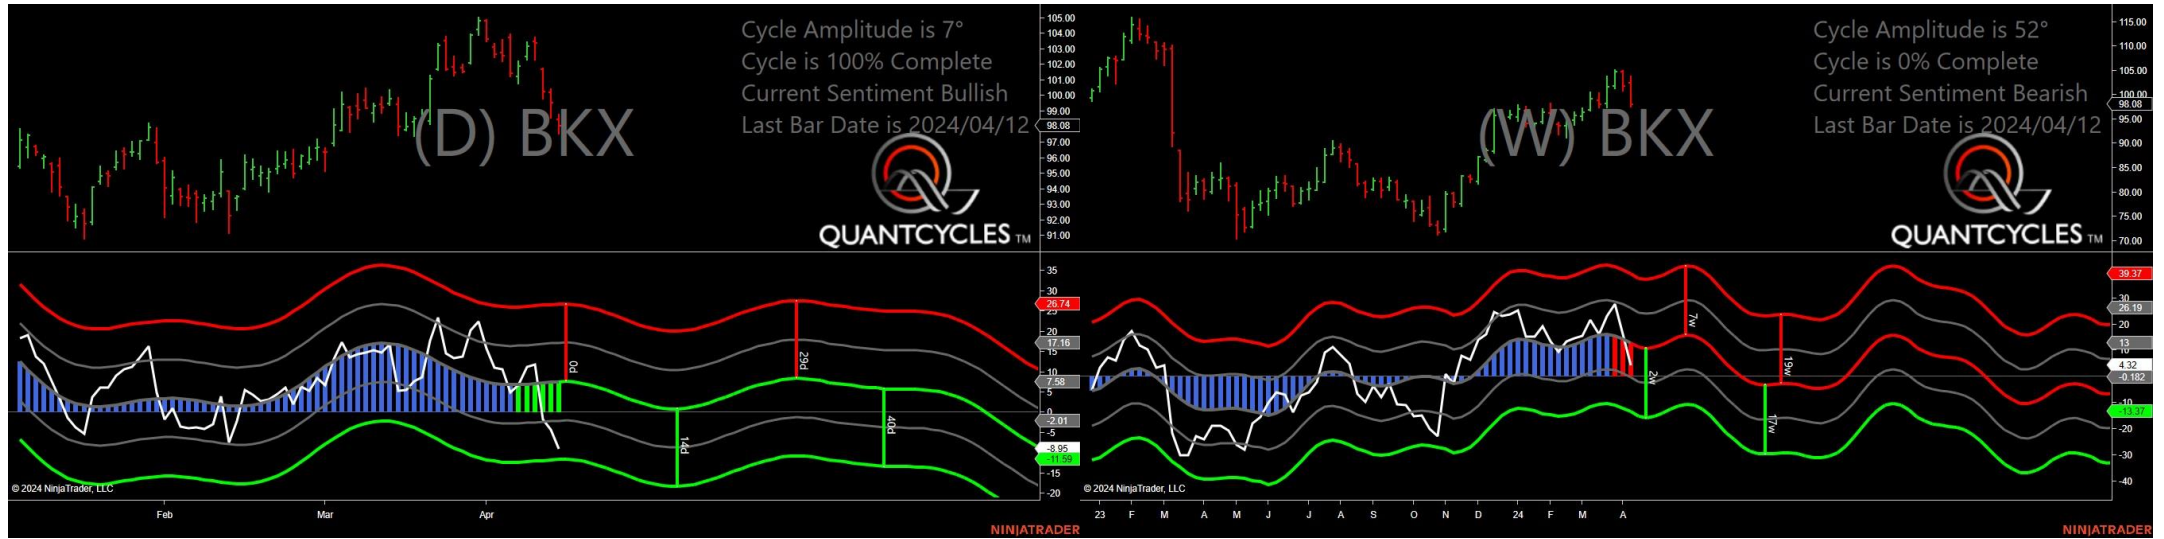 Cycle Amplitude is 7°
Cycle is 100% Complete
Current Sentiment Bullish
Last Bar Date is 2024/04/12
(D) BKX
QUANTCYCLES TM
105.00
104.00
103.00
102.00
101.00
100.00
99.00
98.08
97.00
96.00
95.00
94.00
93.00
92.00
91.00
35
30
26.74
25
20
17.16
15
10
7.58
5
0
-2.01
-5
-8.95
-11.59
-15
-20
0d
14d
29d
40d
© 2024 NinjaTrader, LLC
Feb
Mar
Apr
NINJATRADER
Cycle Amplitude is 52°
Cycle is 0% Complete
Current Sentiment Bearish
Last Bar Date is 2024/04/12
(W) BKX
QUANTCYCLES TM
115.00
110.00
105.00
100.00
98.08
95.00
90.00
85.00
80.00
75.00
70.00
39.37
30
26.19
20
13
10
4.32
-0.182
-10
-13.37
-20
-30
-40
2w
7w
17w
19w
© 2024 NinjaTrader, LLC
23 F M A M J J A S O N D 24 F M A
NINJATRADER